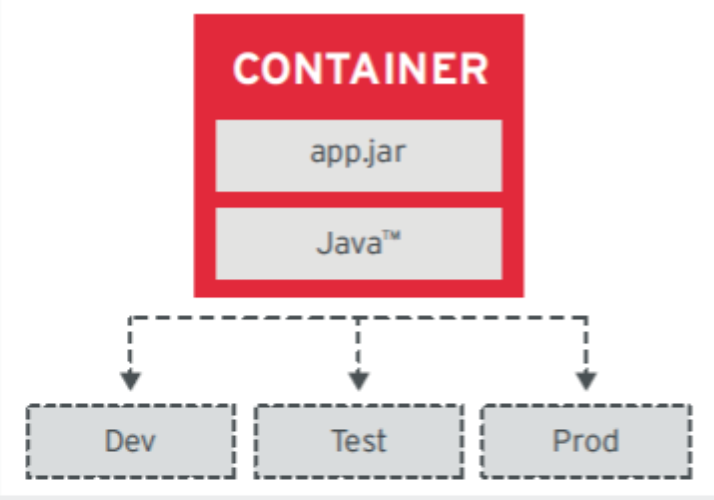 CONTAINER
app.jar
Java™
Dev
Test
Prod